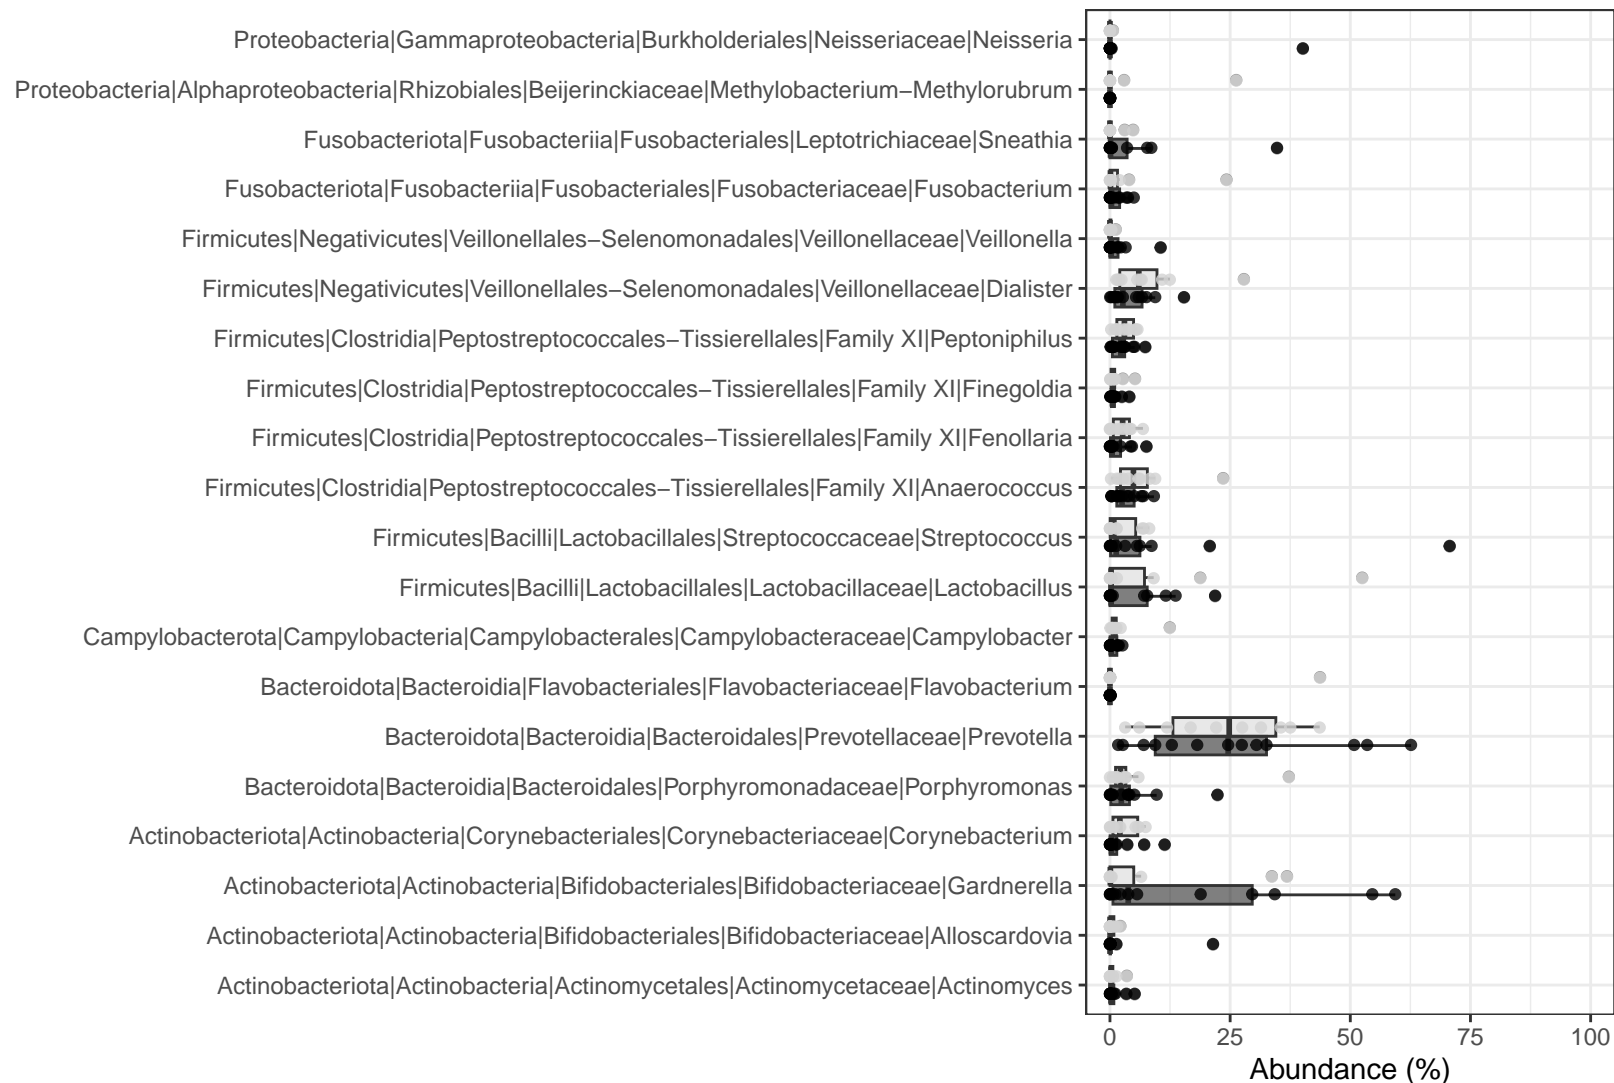 Proteobacteria|Gammaproteobacteria|Burkholderiales|Neisseriaceae|Neisseria
Proteobacteria|Alphaproteobacteria|Rhizobiales|Beijerinckiaceae|Methylobacterium−Methylorubrum
Fusobacteriota|Fusobacteriia|Fusobacteriales|Leptotrichiaceae|Sneathia
Fusobacteriota|Fusobacteriia|Fusobacteriales|Fusobacteriaceae|Fusobacterium
Firmicutes|Negativicutes|Veillonellales−Selenomonadales|Veillonellaceae|Veillonella
Firmicutes|Negativicutes|Veillonellales−Selenomonadales|Veillonellaceae|Dialister
Firmicutes|Clostridia|Peptostreptococcales−Tissierellales|Family XI|Peptoniphilus
Firmicutes|Clostridia|Peptostreptococcales−Tissierellales|Family XI|Finegoldia
Firmicutes|Clostridia|Peptostreptococcales−Tissierellales|Family XI|Fenollaria
Firmicutes|Clostridia|Peptostreptococcales−Tissierellales|Family XI|Anaerococcus
Firmicutes|Bacilli|Lactobacillales|Streptococcaceae|Streptococcus
Firmicutes|Bacilli|Lactobacillales|Lactobacillaceae|Lactobacillus
Campylobacterota|Campylobacteria|Campylobacterales|Campylobacteraceae|Campylobacter
Bacteroidota|Bacteroidia|Flavobacteriales|Flavobacteriaceae|Flavobacterium
Bacteroidota|Bacteroidia|Bacteroidales|Prevotellaceae|Prevotella
Bacteroidota|Bacteroidia|Bacteroidales|Porphyromonadaceae|Porphyromonas
Actinobacteriota|Actinobacteria|Corynebacteriales|Corynebacteriaceae|Corynebacterium
Actinobacteriota|Actinobacteria|Bifidobacteriales|Bifidobacteriaceae|Gardnerella
Actinobacteriota|Actinobacteria|Bifidobacteriales|Bifidobacteriaceae|Alloscardovia
Actinobacteriota|Actinobacteria|Actinomycetales|Actinomycetaceae|Actinomyces
0 25 50 75 100
Abundance (%)